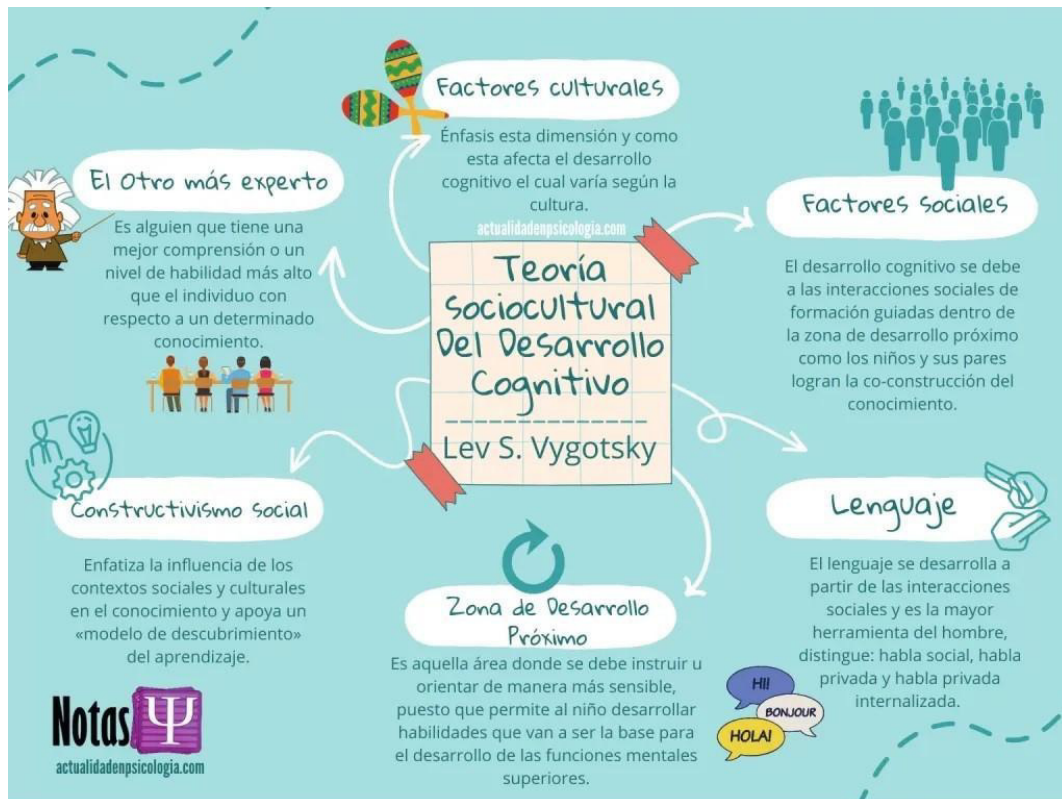 Factores culturales
Énfasis esta dimensión y como
esta afecta el desarrollo
cognitivo el cual varía según la
cultura.
actualidadenpsicologia.com
El Otro más experto
Es alguien que tiene una
mejor comprensión o un
nivel de habilidad más alto
que el individuo con
respecto a un determinado
conocimiento.
Factores sociales
El desarrollo cognitivo se debe
a las interacciones sociales de
formación guiadas dentro de
la zona de desarrollo próximo
como los niños y sus pares
logran la co-construcción del
conocimiento.
Teoría
Sociocultural
Del Desarrollo
Cognitivo
Lev S. Vygotsky
Constructivismo social
Enfatiza la influencia de los
contextos sociales y culturales
en el conocimiento y apoya un
«modelo de descubrimiento»
del aprendizaje.
Zona de Desarrollo
Próximo
Es aquella área donde se debe instruir u
orientar de manera más sensible,
puesto que permite al niño desarrollar
habilidades que van a ser la base para
el desarrollo de las funciones mentales
superiores.
Lenguaje
El lenguaje se desarrolla a
partir de las interacciones
sociales y es la mayor
herramienta del hombre,
distingue: habla social, habla
privada y habla privada
internalizada.
HI!
BONJOUR
HOLA!
Notas Ψ
actualidadenpsicologia.com